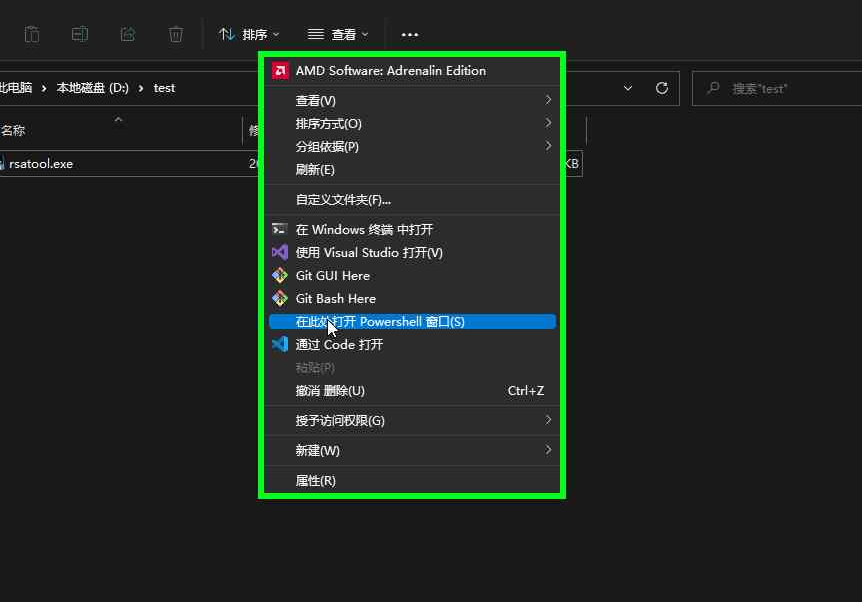 排序 查看
此电脑 本地磁盘 (D:) test
搜索"test"
名称
rsatool.exe
KB
AMD Software: Adrenalin Edition
查看(V)
排序方式(O)
分组依据(P)
刷新(E)
自定义文件夹(F)...
在 Windows 终端 中打开
使用 Visual Studio 打开(V)
Git GUI Here
Git Bash Here
在此处打开 Powershell 窗口(S)
通过 Code 打开
粘贴(P)
撤消 删除(U) Ctrl+Z
授予访问权限(G)
新建(W)
属性(R)